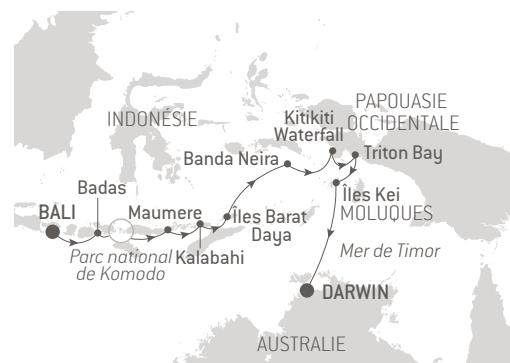 PAPOUASIE
OCCIDENTALE
INDONÉSIE
Kitikiti
Waterfall
Triton Bay
Banda Neira
Badas
Îles Kei
BALI
Maumere
Îles Barat
Daya
MOLUQUES
Parc national
de Komodo
Kalabahi
Mer de Timor
DARWIN
AUSTRALIE